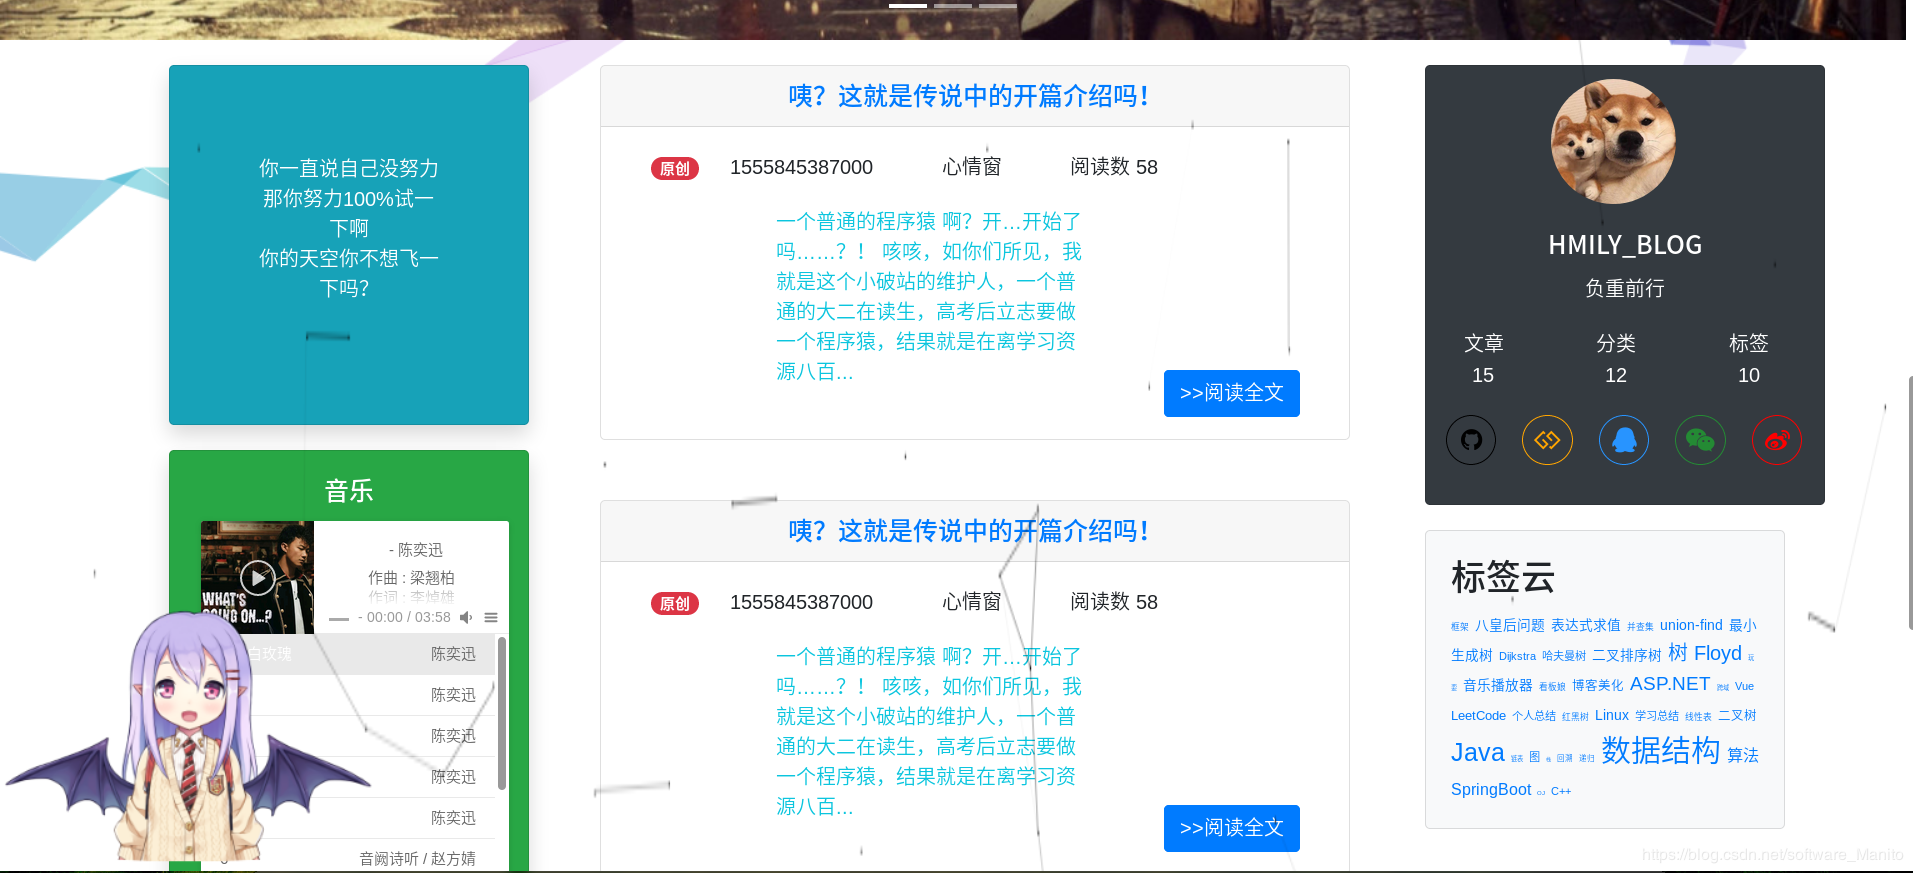 你一直说自己没努力
那你努力100%试一
下啊
你的天空你不想飞一
下吗？
音乐
WHAT'S
GOING ON...?
- 陈奕迅
作曲 : 梁翘柏
作词 : 李焯雄
- 00:00 / 03:58
白玫瑰 陈奕迅
陈奕迅
陈奕迅
陈奕迅
陈奕迅
音阙诗听 / 赵方婧
咦？这就是传说中的开篇介绍吗！
原创 1555845387000 心情窗 阅读数 58
一个普通的程序猿 啊？开…开始了
吗……？！ 咳咳，如你们所见，我
就是这个小破站的维护人，一个普
通的大二在读生，高考后立志要做
一个程序猿，结果就是在离学习资
源八百...
>>阅读全文
咦？这就是传说中的开篇介绍吗！
原创 1555845387000 心情窗 阅读数 58
一个普通的程序猿 啊？开…开始了
吗……？！ 咳咳，如你们所见，我
就是这个小破站的维护人，一个普
通的大二在读生，高考后立志要做
一个程序猿，结果就是在离学习资
源八百...
>>阅读全文
HMILY_BLOG
负重前行
文章 分类 标签
15 12 10
标签云
框架 八皇后问题 表达式求值 并查集 union-find 最小
生成树 Dijkstra 哈夫曼树 二叉排序树 树 Floyd
音乐播放器 看板娘 博客美化 ASP.NET 跨域 Vue
LeetCode 个人总结 红黑树 Linux 学习总结 线性表 二叉树
Java 链表 图 栈 回溯 递归 数据结构 算法
SpringBoot OJ C++
https://blog.csdn.net/software_Manito